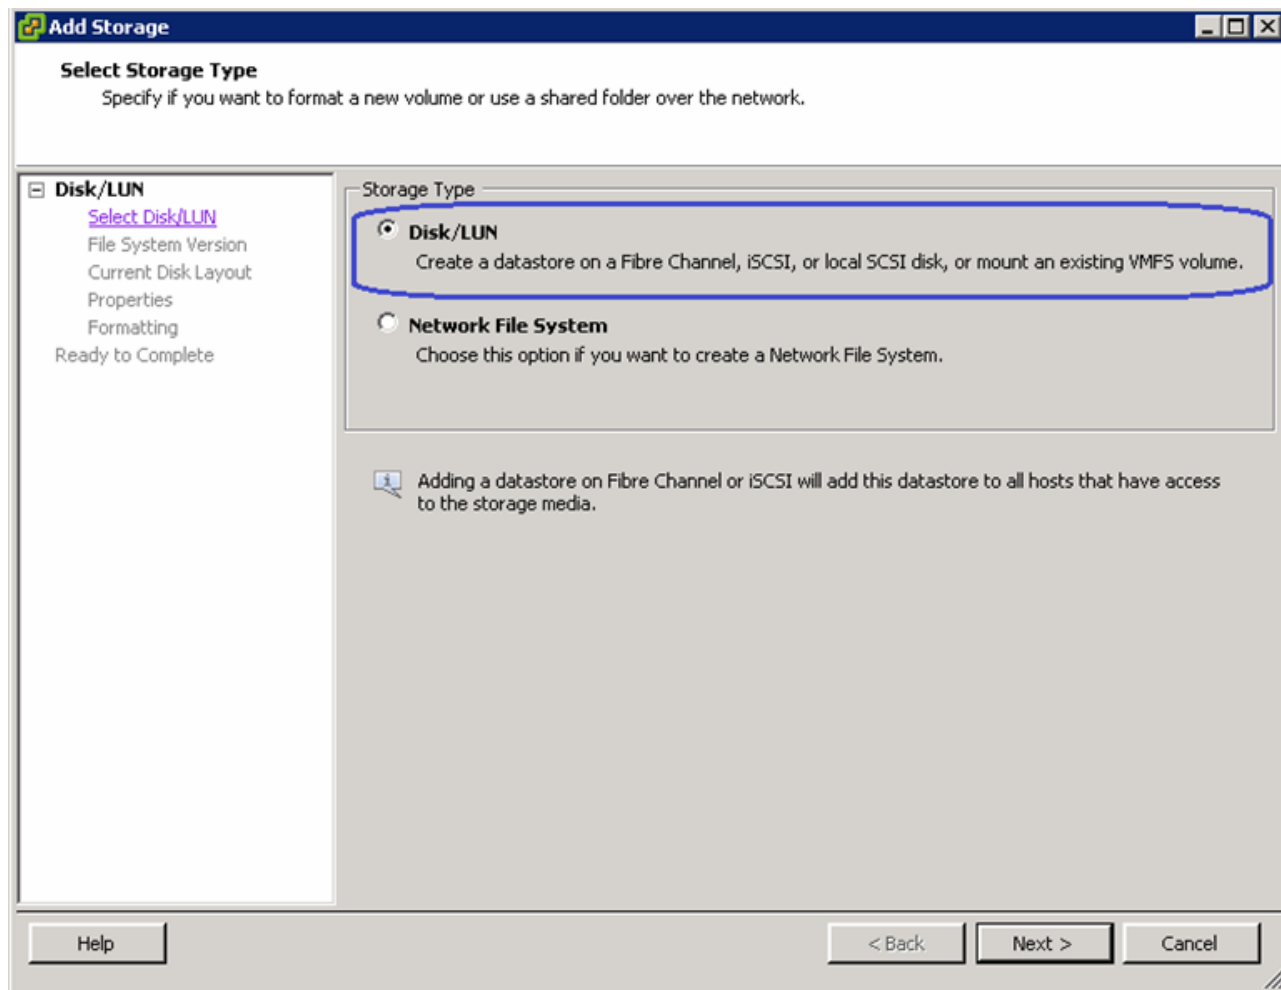 Add Storage
Select Storage Type
Specify if you want to format a new volume or use a shared folder over the network.
Disk/LUN
Select Disk/LUN
File System Version
Current Disk Layout
Properties
Formatting
Ready to Complete
Storage Type
Disk/LUN
Create a datastore on a Fibre Channel, iSCSI, or local SCSI disk, or mount an existing VMFS volume.
Network File System
Choose this option if you want to create a Network File System.
Adding a datastore on Fibre Channel or iSCSI will add this datastore to all hosts that have access
to the storage media.
Help
< Back
Next >
Cancel